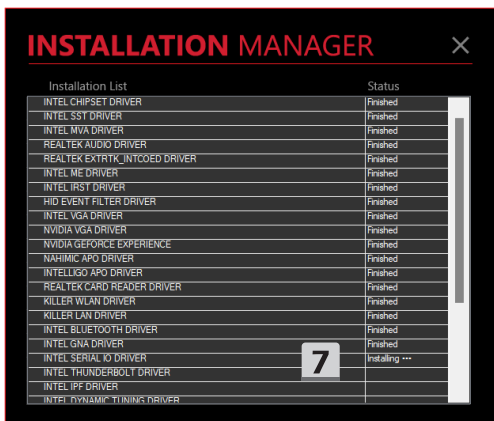 INSTALLATION MANAGER
Installation List Status
INTEL CHIPSET DRIVER Finished
INTEL SST DRIVER Finished
INTEL MVA DRIVER Finished
REALTEK AUDIO DRIVER Finished
REALTEK EXTRTK_INTCOED DRIVER Finished
INTEL ME DRIVER Finished
INTEL IRST DRIVER Finished
HID EVENT FILTER DRIVER Finished
INTEL VGA DRIVER Finished
NVIDIA VGA DRIVER Finished
NVIDIA GEFORCE EXPERIENCE Finished
NAHIMIC APO DRIVER Finished
INTELLIGO APO DRIVER Finished
REALTEK CARD READER DRIVER Finished
KILLER WLAN DRIVER Finished
KILLER LAN DRIVER Finished
INTEL BLUETOOTH DRIVER Finished
INTEL GNA DRIVER Finished
INTEL SERIAL IO DRIVER 7 Installing ---
INTEL THUNDERBOLT DRIVER
INTEL IPF DRIVER
INTEL DYNAMIC TUNING DRIVER